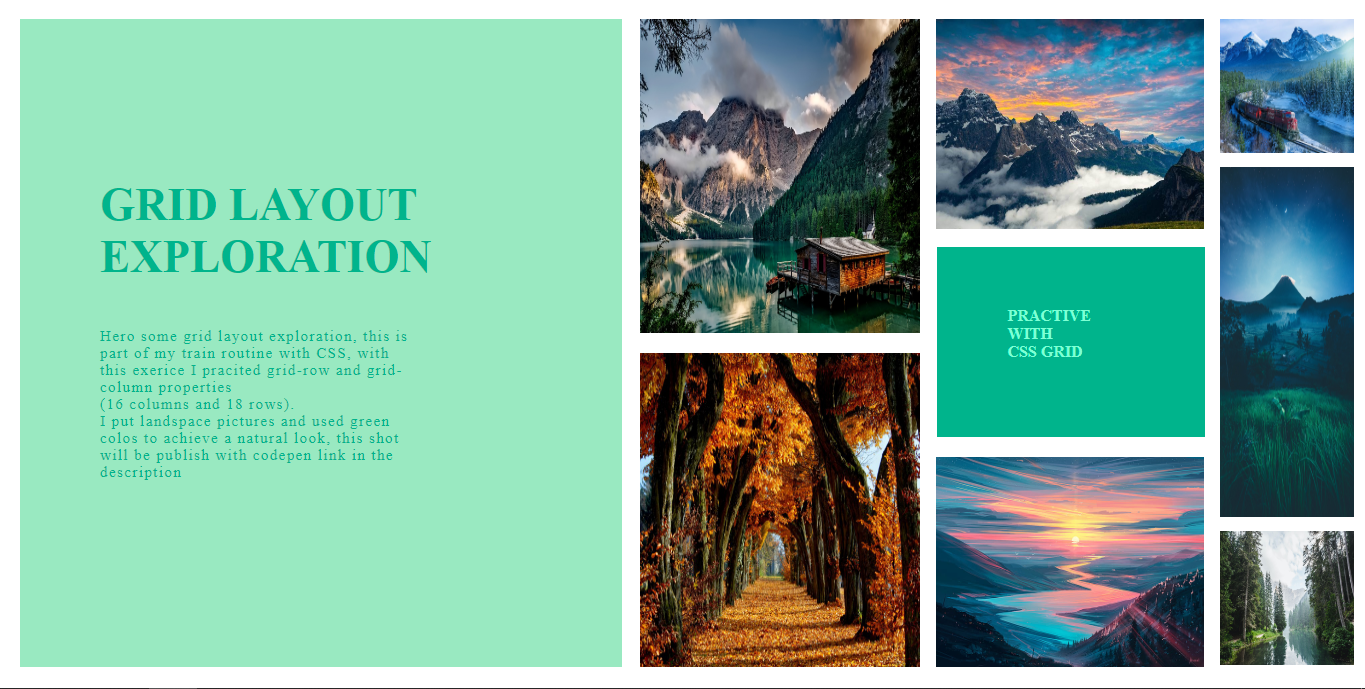 GRID LAYOUT
EXPLORATION
Hero some grid layout exploration, this is
part of my train routine with CSS, with
this exerice I pracited grid-row and grid-
column properties
(16 columns and 18 rows).
I put landspace pictures and used green
colos to achieve a natural look, this shot
will be publish with codepen link in the
description
PRACTIVE
WITH
CSS GRID